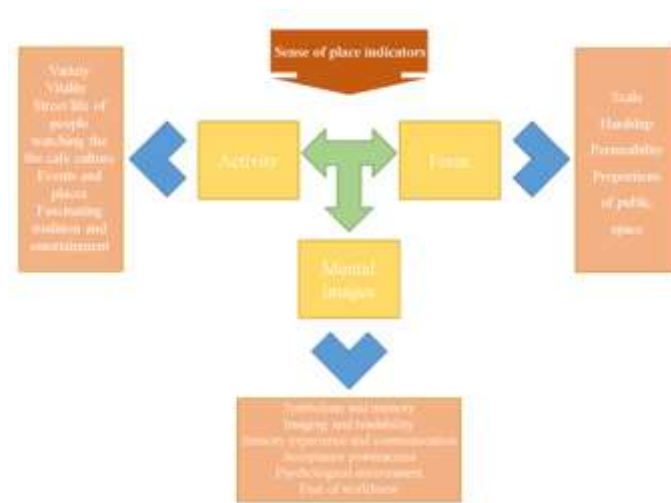 Sense of place indicators
Variety
Vitality
Street life of
people
watching the
the cafe culture
Events and
places
Fascinating
tradition and
entertainment
Activity
Form
Scale
Hardship
Permeability
Proportions
of public
space
Mental
images
Symbolism and memory
Imaging and readability
Sensory experience and communication
Acceptance
Psychological environment
Fear of worldness